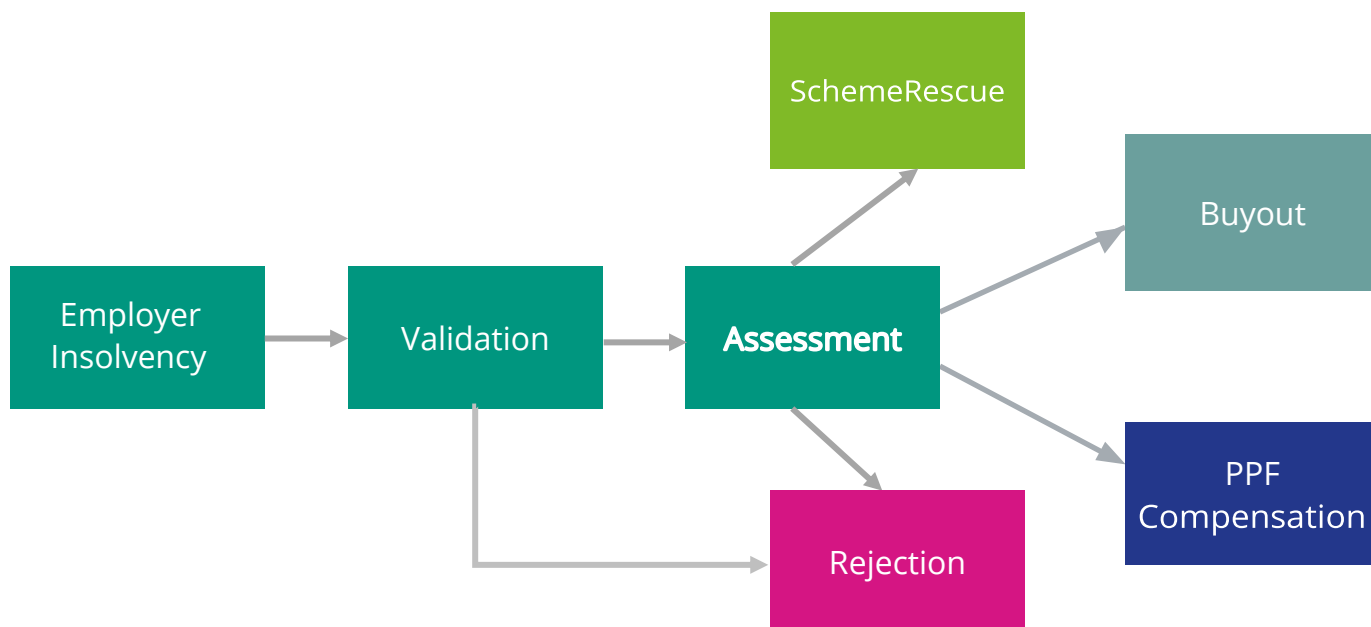 SchemeRescue
Buyout
Employer
Insolvency
Validation
Assessment
PPF
Compensation
Rejection